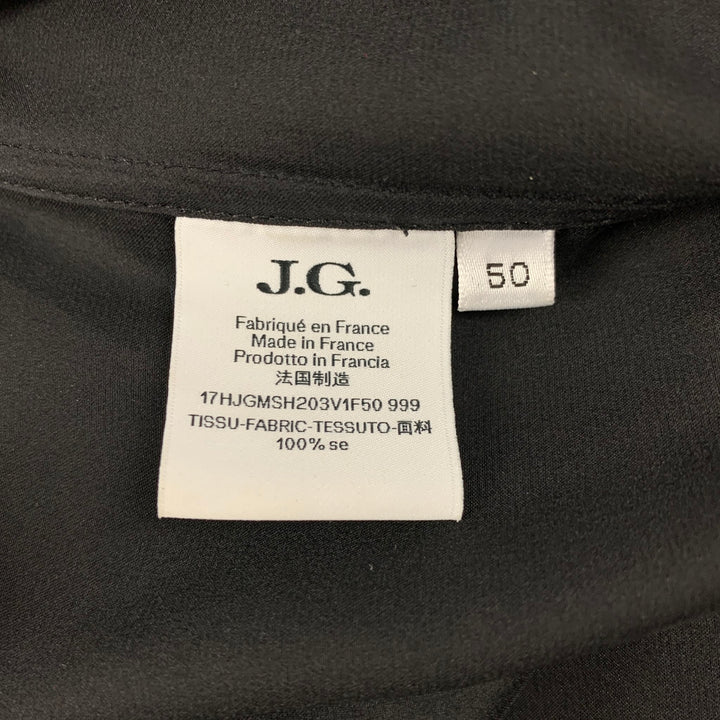 J.G.
50
Fabriqué en France
Made in France
Prodotto in Francia
法国制造
17HJGMSH203V1F50 999
TISSU-FABRIC-TESSUTO-面料
100% se